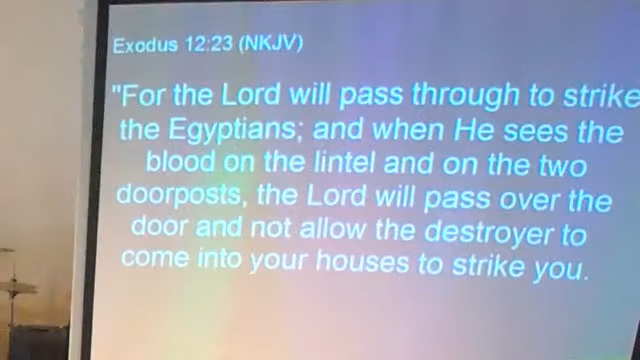 Exodus 12:23 (NKJV)
"For the Lord will pass through to strike
the Egyptians; and when He sees the
blood on the lintel and on the two
doorposts, the Lord will pass over the
door and not allow the destroyer to
come into your houses to strike you.